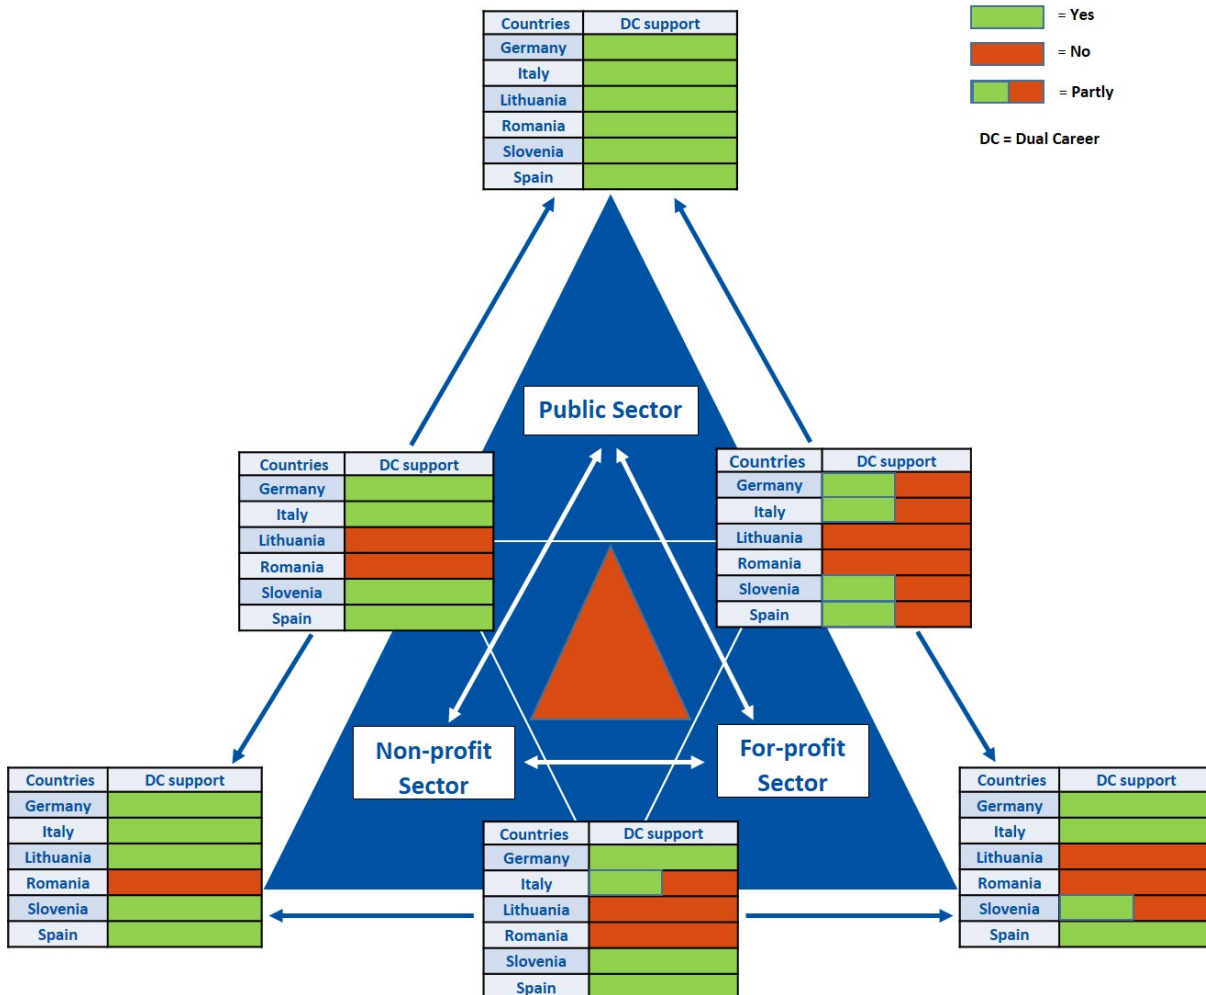 Countries DC support
Germany
Italy
Lithuania
Romania
Slovenia
Spain
= Yes
= No
= Partly
DC = Dual Career
Public Sector
Countries DC support
Germany
Italy
Lithuania
Romania
Slovenia
Spain
Countries DC support
Germany
Italy
Lithuania
Romania
Slovenia
Spain
Non-profit
Sector
For-profit
Sector
Countries DC support
Germany
Italy
Lithuania
Romania
Slovenia
Spain
Countries DC support
Germany
Italy
Lithuania
Romania
Slovenia
Spain
Countries DC support
Germany
Italy
Lithuania
Romania
Slovenia
Spain